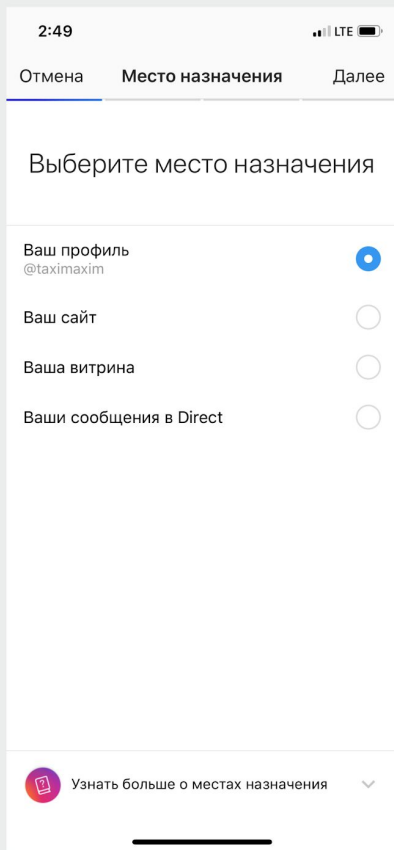 2:49 LTE
Отмена Место назначения Далее
Выберите место назначения
Ваш профиль
@taximaxim
Ваш сайт
Ваша витрина
Ваши сообщения в Direct
Узнать больше о местах назначения